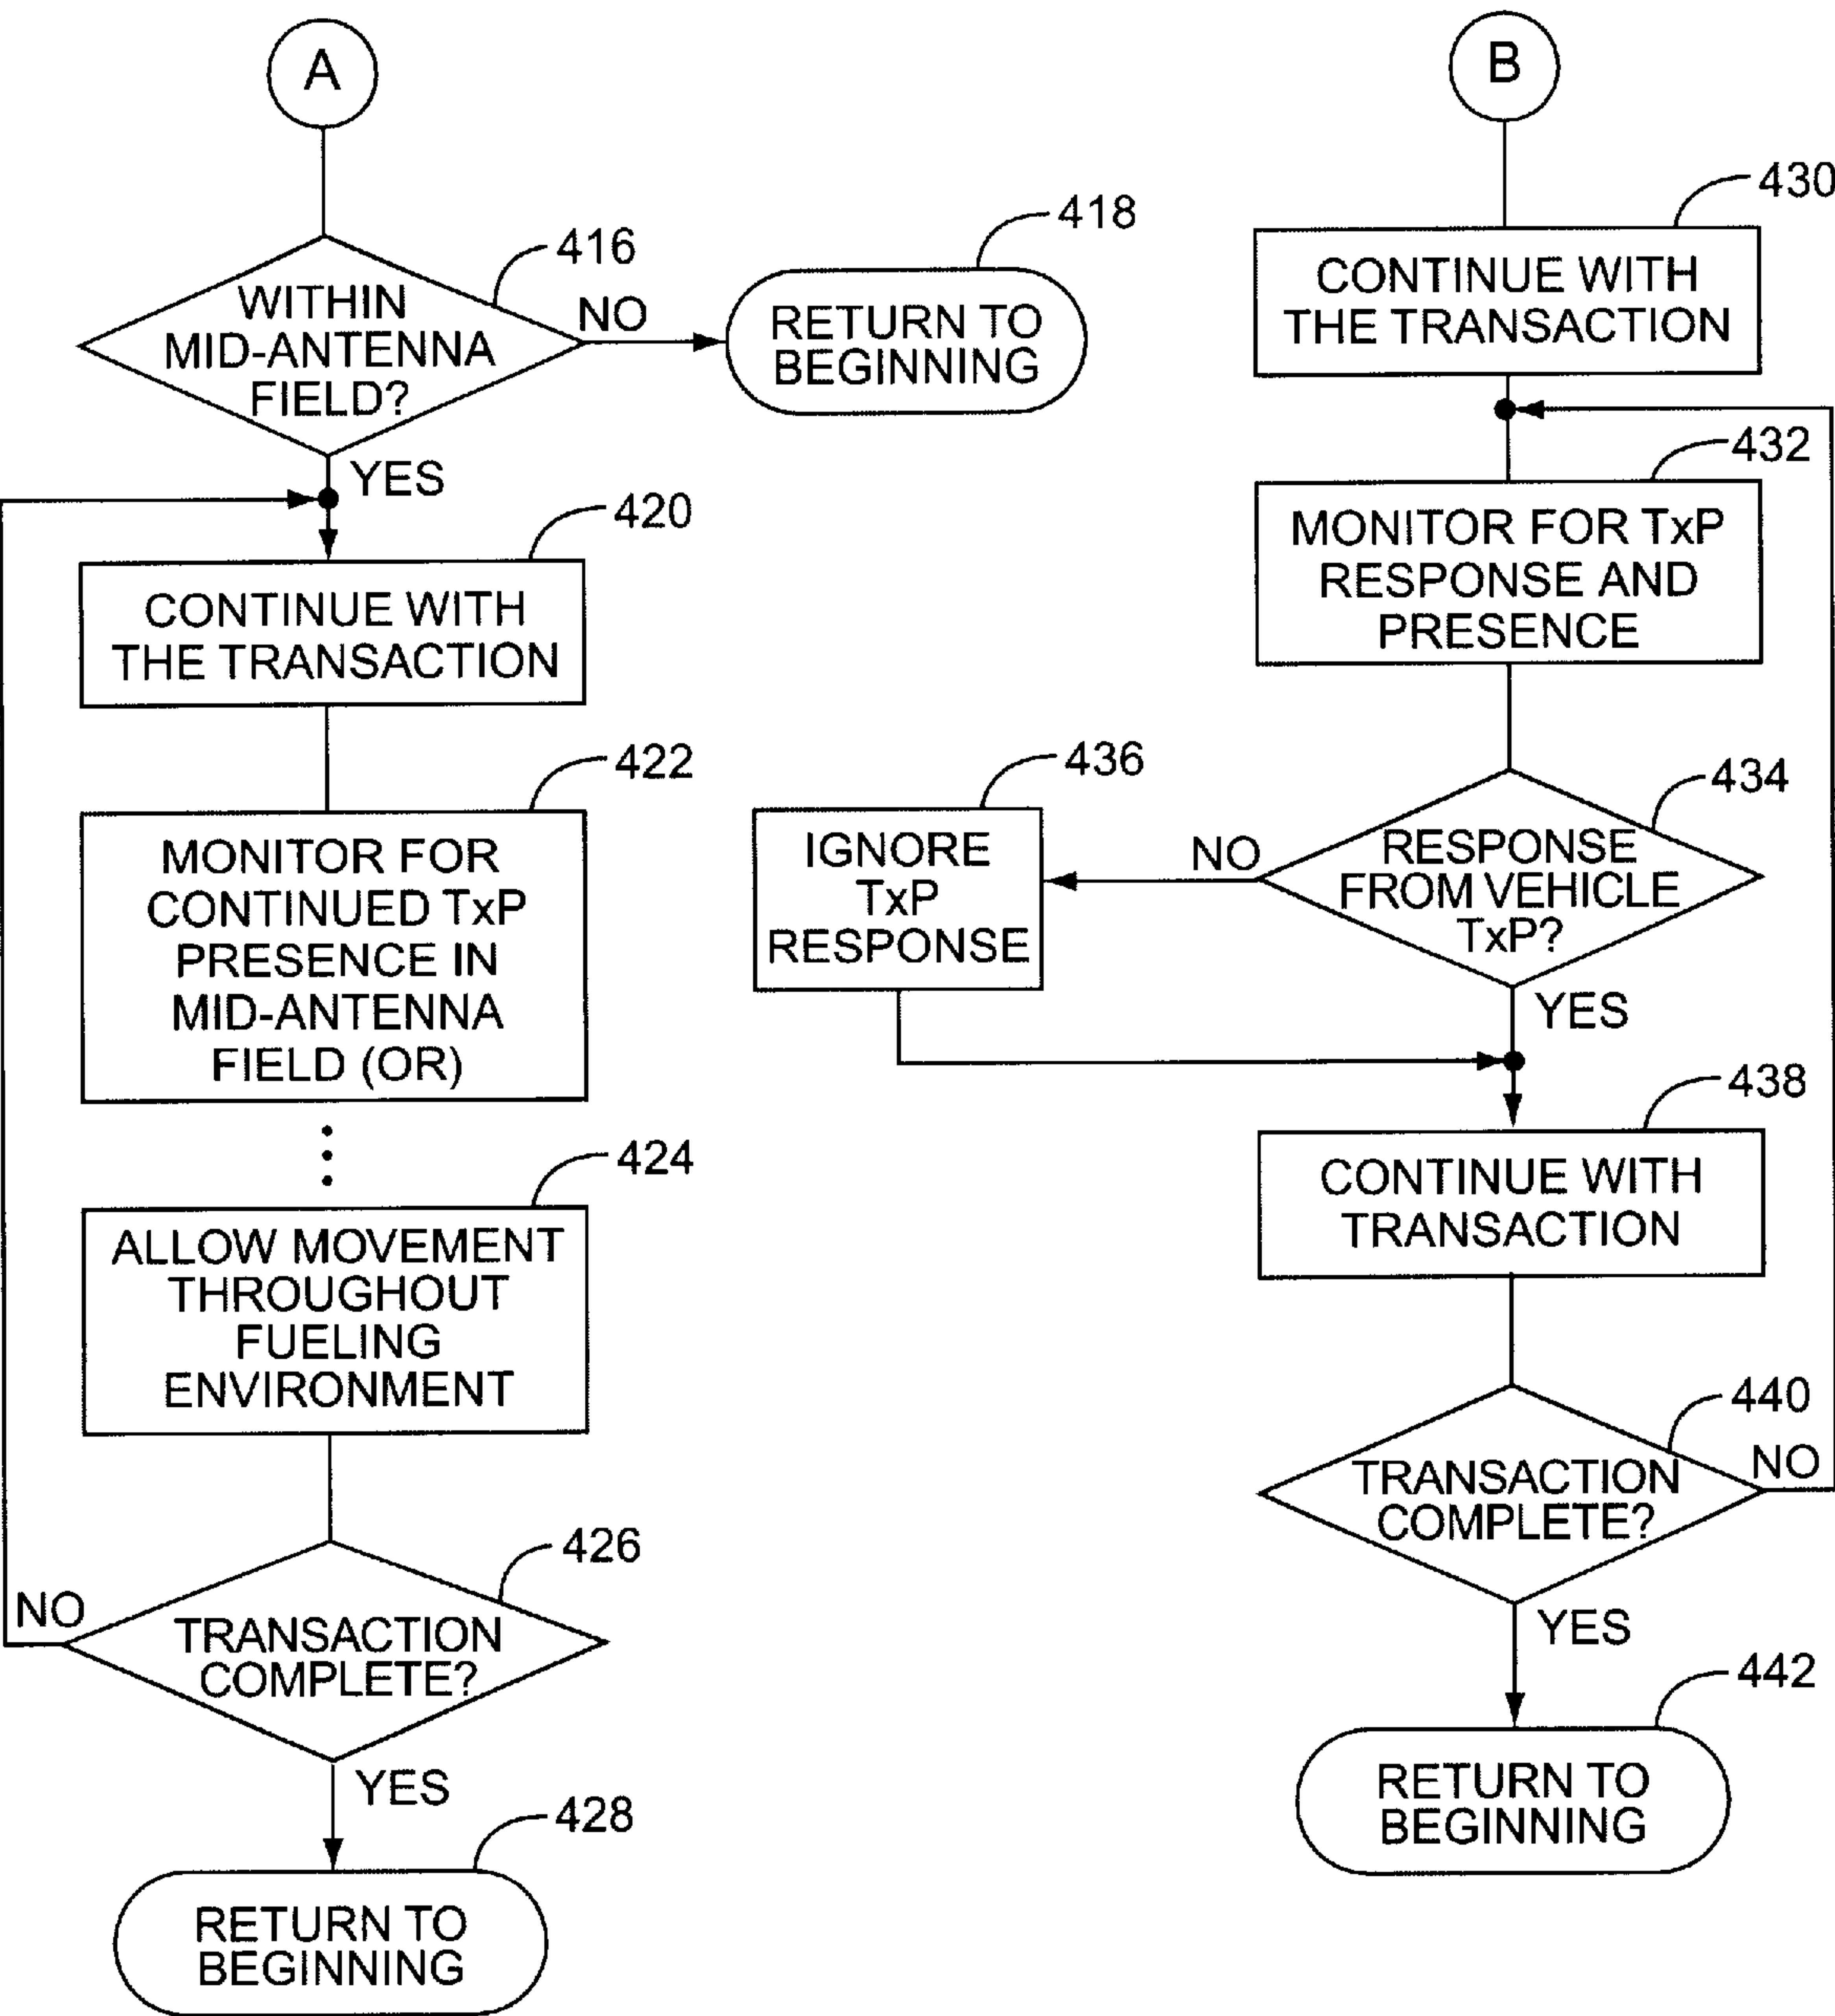 A
416
WITHIN
MID-ANTENNA
FIELD?
NO
418
RETURN TO
BEGINNING
YES
420
CONTINUE WITH
THE TRANSACTION
422
MONITOR FOR
CONTINUED TxP
PRESENCE IN
MID-ANTENNA
FIELD (OR)
424
ALLOW MOVEMENT
THROUGHOUT
FUELING
ENVIRONMENT
426
NO
TRANSACTION
COMPLETE?
YES
428
RETURN TO
BEGINNING
B
430
CONTINUE WITH
THE TRANSACTION
432
MONITOR FOR TxP
RESPONSE AND
PRESENCE
434
RESPONSE
FROM VEHICLE
TxP?
NO
436
IGNORE
TxP
RESPONSE
YES
438
CONTINUE WITH
TRANSACTION
440
TRANSACTION
COMPLETE?
NO
YES
442
RETURN TO
BEGINNING